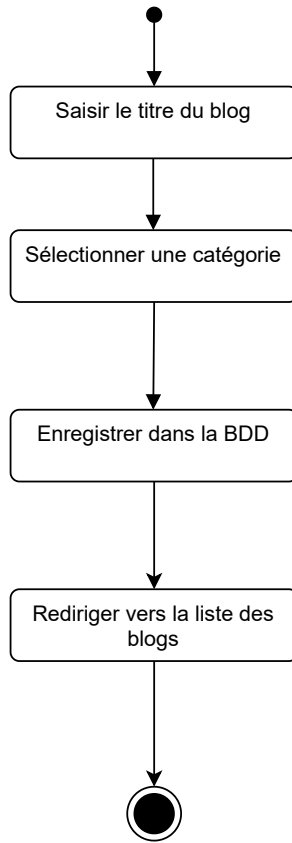 Saisir le titre du blog
Sélectionner une catégorie
Enregistrer dans la BDD
Rediriger vers la liste des
blogs